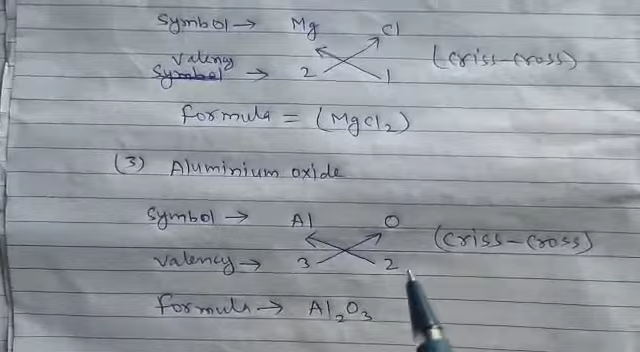 Symbol → Mg Cl
Valency
Symbol → 2 1 (Criss-Cross)
formula = (MgCl₂)
(3) Aluminium oxide
Symbol → Al O (Criss-Cross)
Valency → 3 2
formula → Al₂O₃